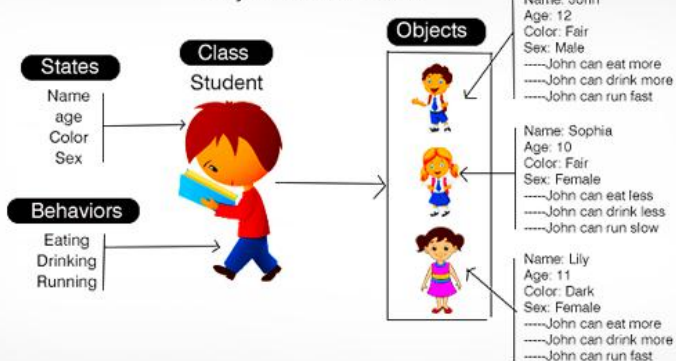 States
Name
age
Color
Sex
Behaviors
Eating
Drinking
Running
Class
Student
Objects
Name: John
Age: 12
Color: Fair
Sex: Male
-----John can eat more
-----John can drink more
-----John can run fast
Name: Sophia
Age: 10
Color: Fair
Sex: Female
-----John can eat less
-----John can drink less
-----John can run slow
Name: Lily
Age: 11
Color: Dark
Sex: Female
-----John can eat more
-----John can drink more
-----John can run fast